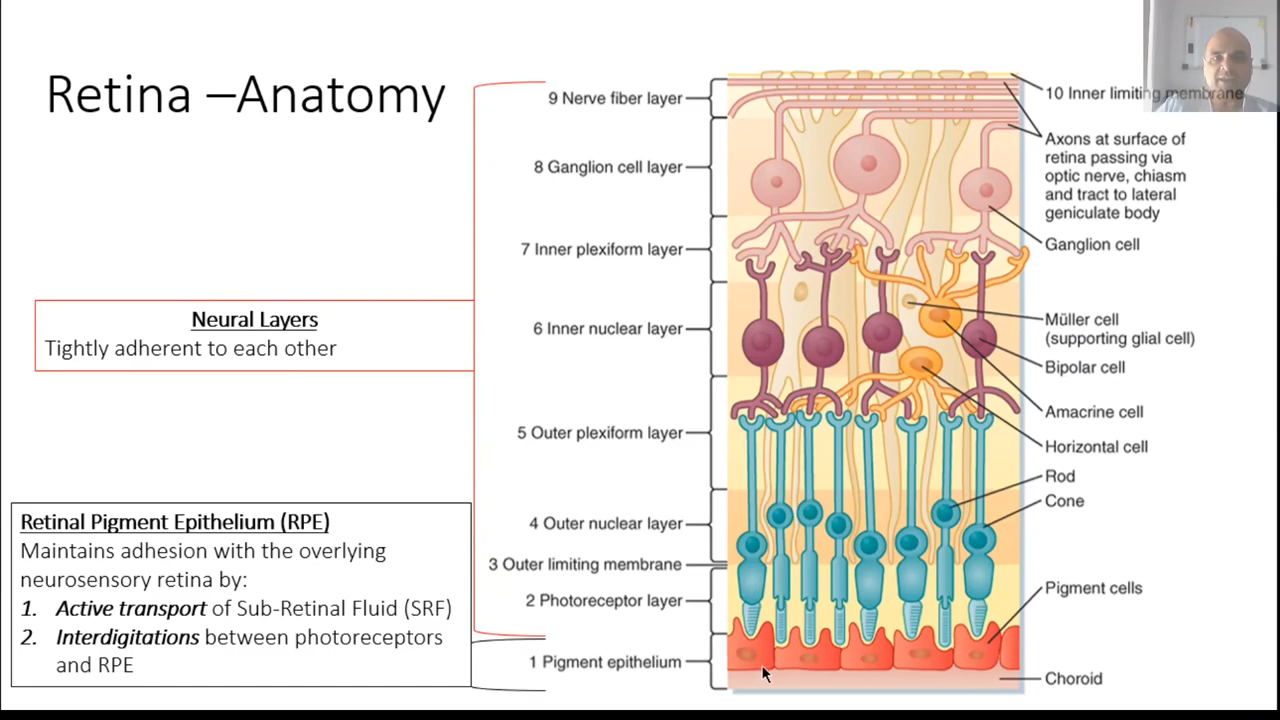 Retina –Anatomy
Neural Layers
Tightly adherent to each other
Retinal Pigment Epithelium (RPE)
Maintains adhesion with the overlying
neurosensory retina by:
1. Active transport of Sub-Retinal Fluid (SRF)
2. Interdigitations between photoreceptors
and RPE
9 Nerve fiber layer
8 Ganglion cell layer
7 Inner plexiform layer
6 Inner nuclear layer
5 Outer plexiform layer
4 Outer nuclear layer
3 Outer limiting membrane
2 Photoreceptor layer
1 Pigment epithelium
10 Inner limiting membrane
Axons at surface of
retina passing via
optic nerve, chiasm
and tract to lateral
geniculate body
Ganglion cell
Müller cell
(supporting glial cell)
Bipolar cell
Amacrine cell
Horizontal cell
Rod
Cone
Pigment cells
Choroid